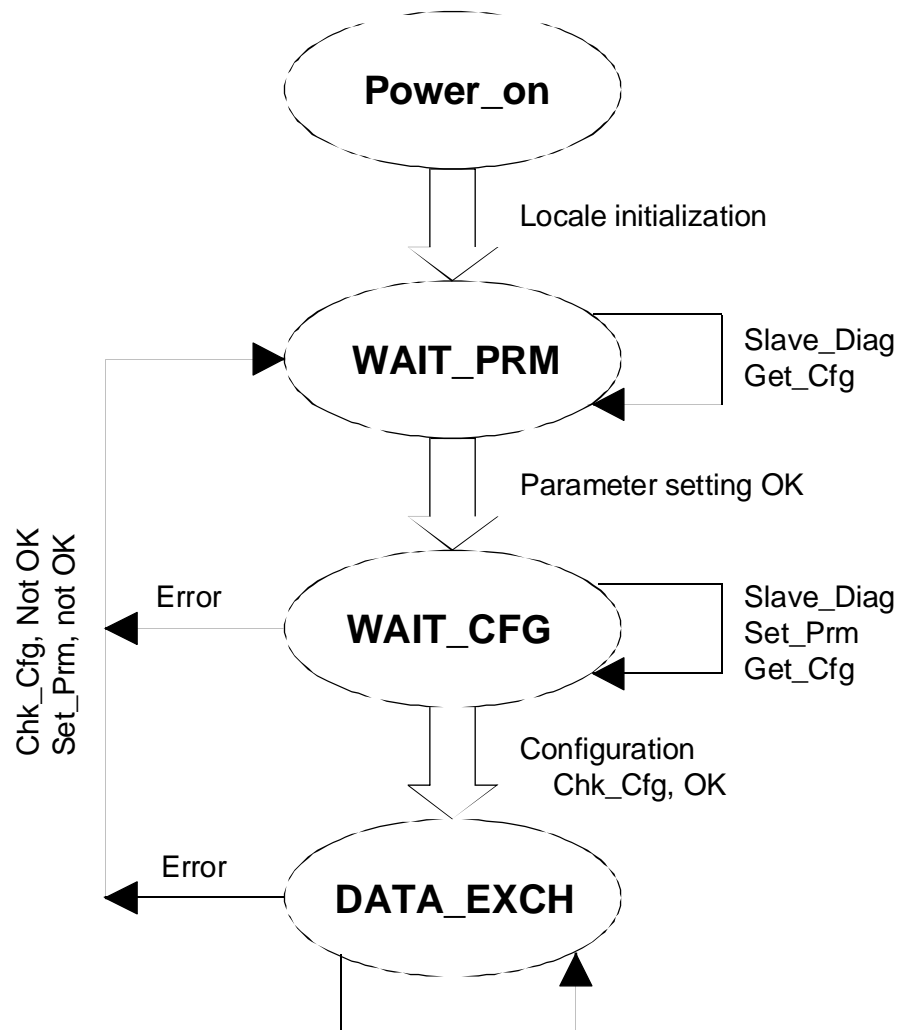 Power_on
Locale initialization
WAIT_PRM
Slave_Diag
Get_Cfg
Parameter setting OK
Chk_Cfg, Not OK
Set_Prm, not OK
Error
WAIT_CFG
Slave_Diag
Set_Prm
Get_Cfg
Configuration
Chk_Cfg, OK
Error
DATA_EXCH